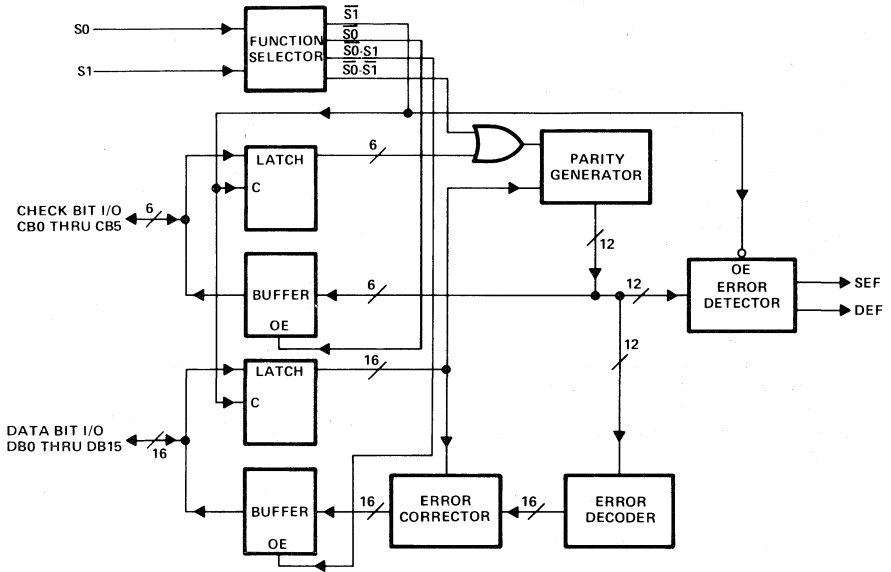 S0
S1
FUNCTION
SELECTOR
S̅1̅
S̅0̅
S̅0̅·S1
S̅0̅·S̅1̅
LATCH
C
6
PARITY
GENERATOR
CHECK BIT I/O
CB0 THRU CB5
6
12
BUFFER
OE
6
12
OE
ERROR
DETECTOR
SEF
DEF
LATCH
C
16
12
DATA BIT I/O
DB0 THRU DB15
16
BUFFER
OE
16
ERROR
CORRECTOR
16
ERROR
DECODER